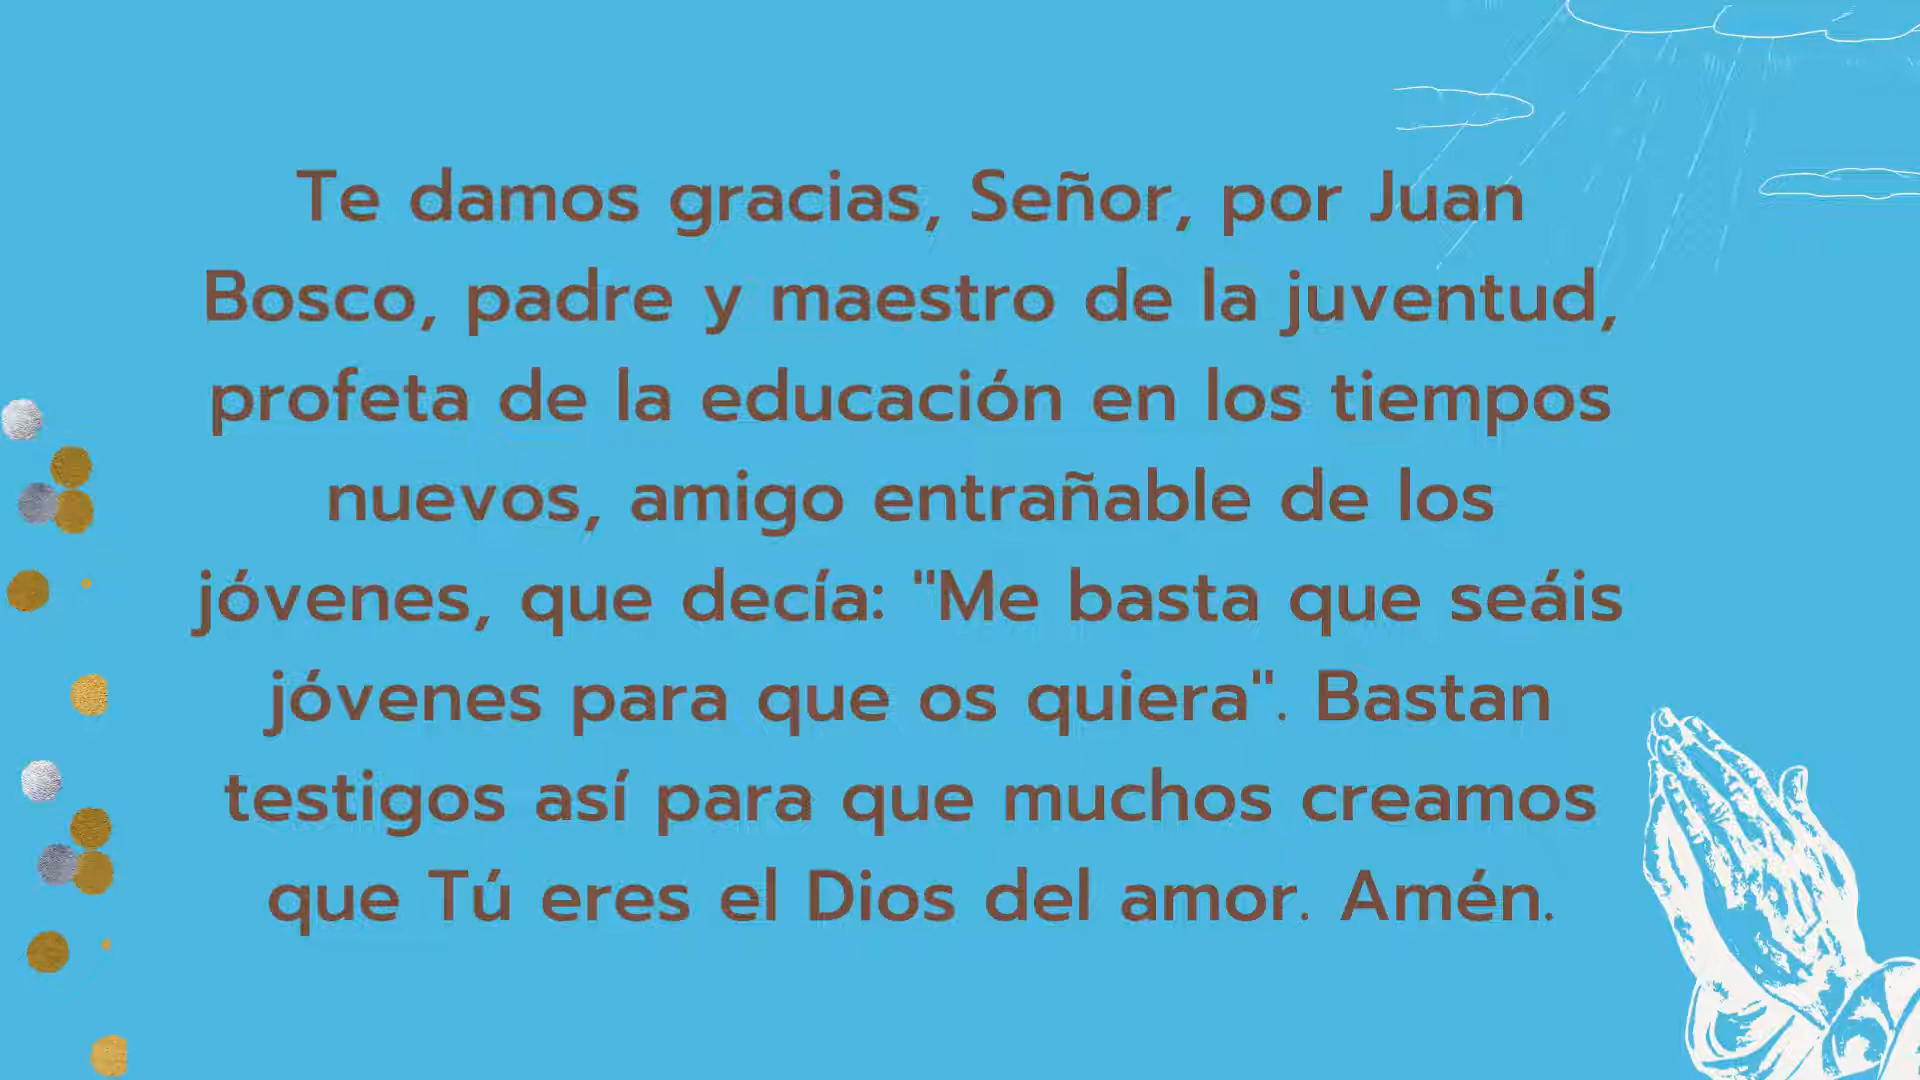 Te damos gracias, Señor, por Juan
Bosco, padre y maestro de la juventud,
profeta de la educación en los tiempos
nuevos, amigo entrañable de los
jóvenes, que decía: "Me basta que seáis
jóvenes para que os quiera". Bastan
testigos así para que muchos creamos
que Tú eres el Dios del amor. Amén.